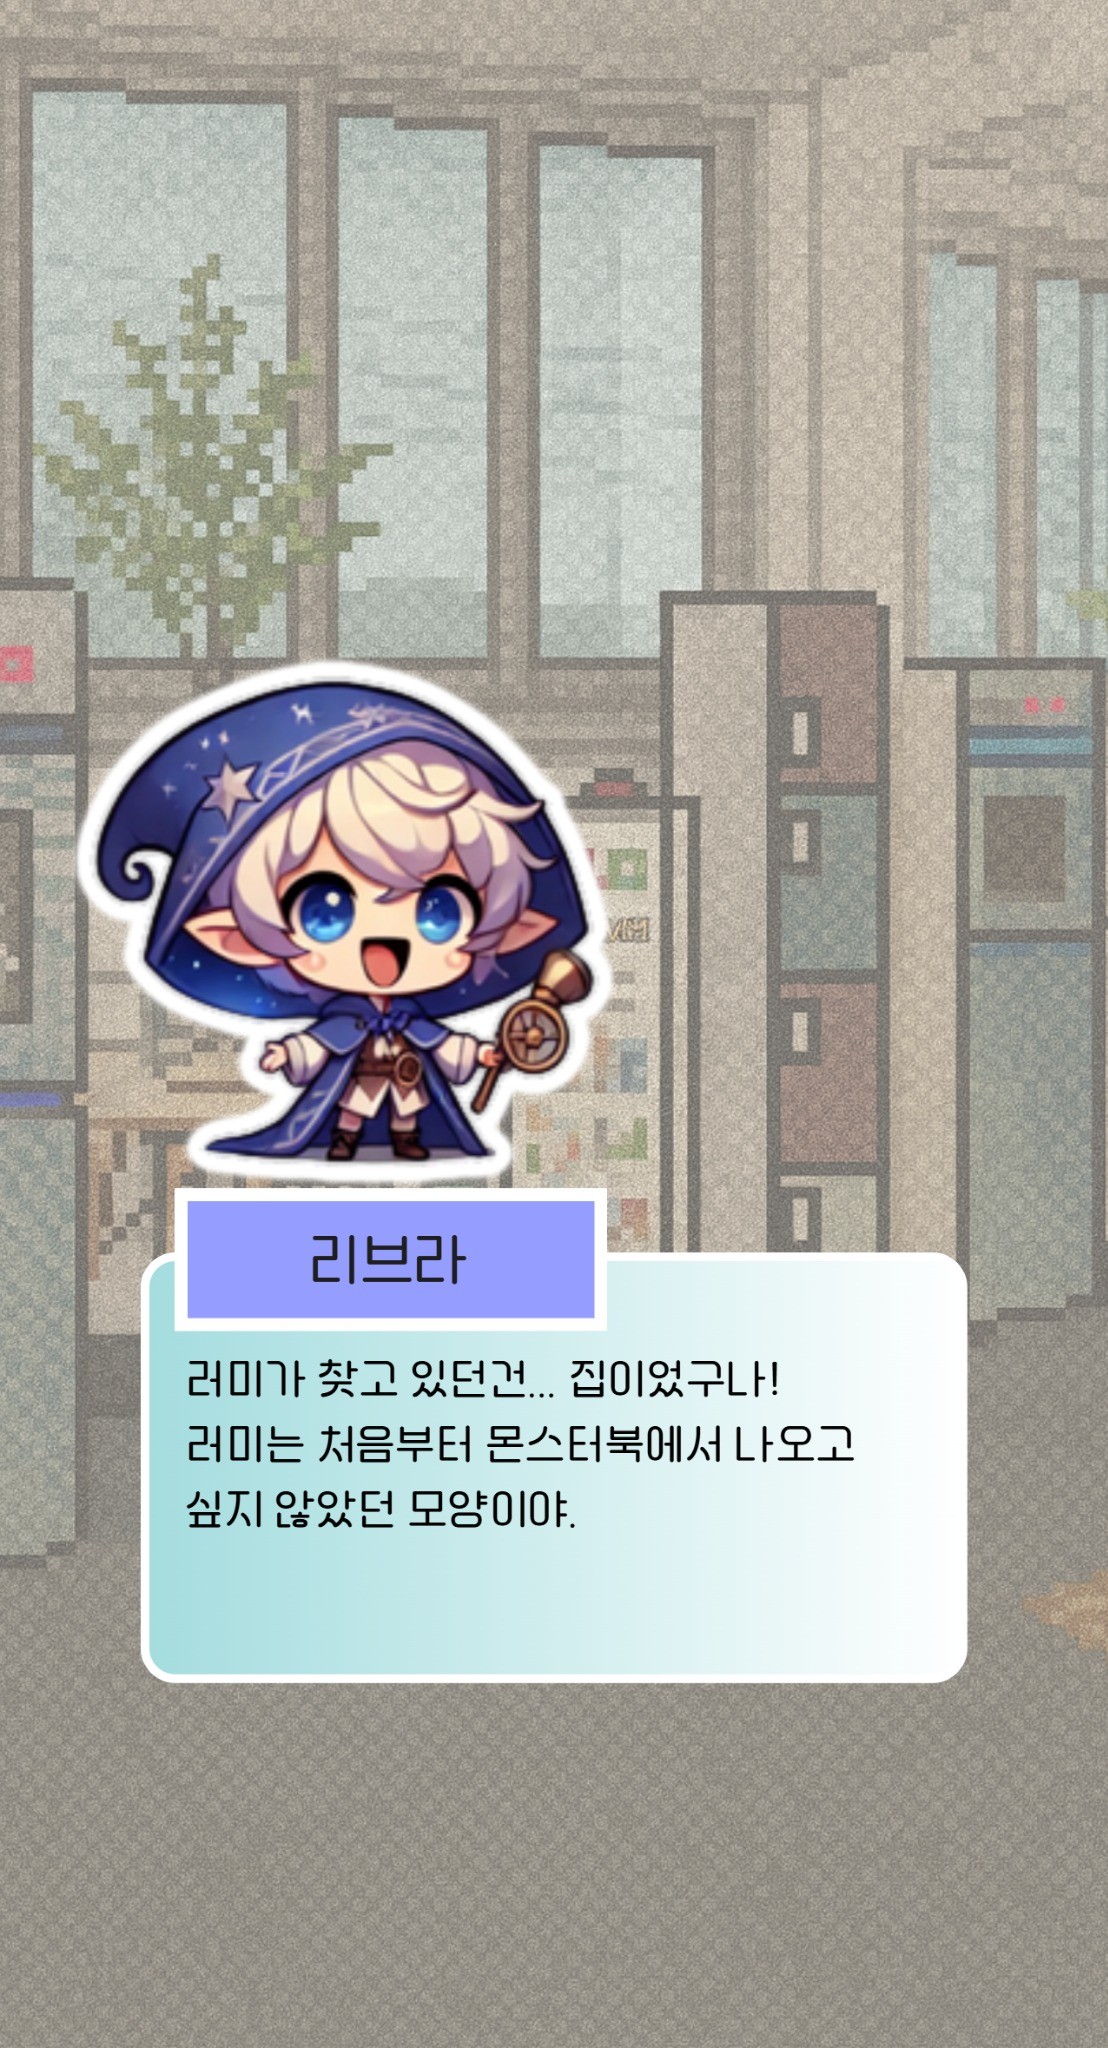 리브라
러미가 찾고 있던건... 집이었구나!
러미는 처음부터 몬스터북에서 나오고
싶지 않았던 모양이야.